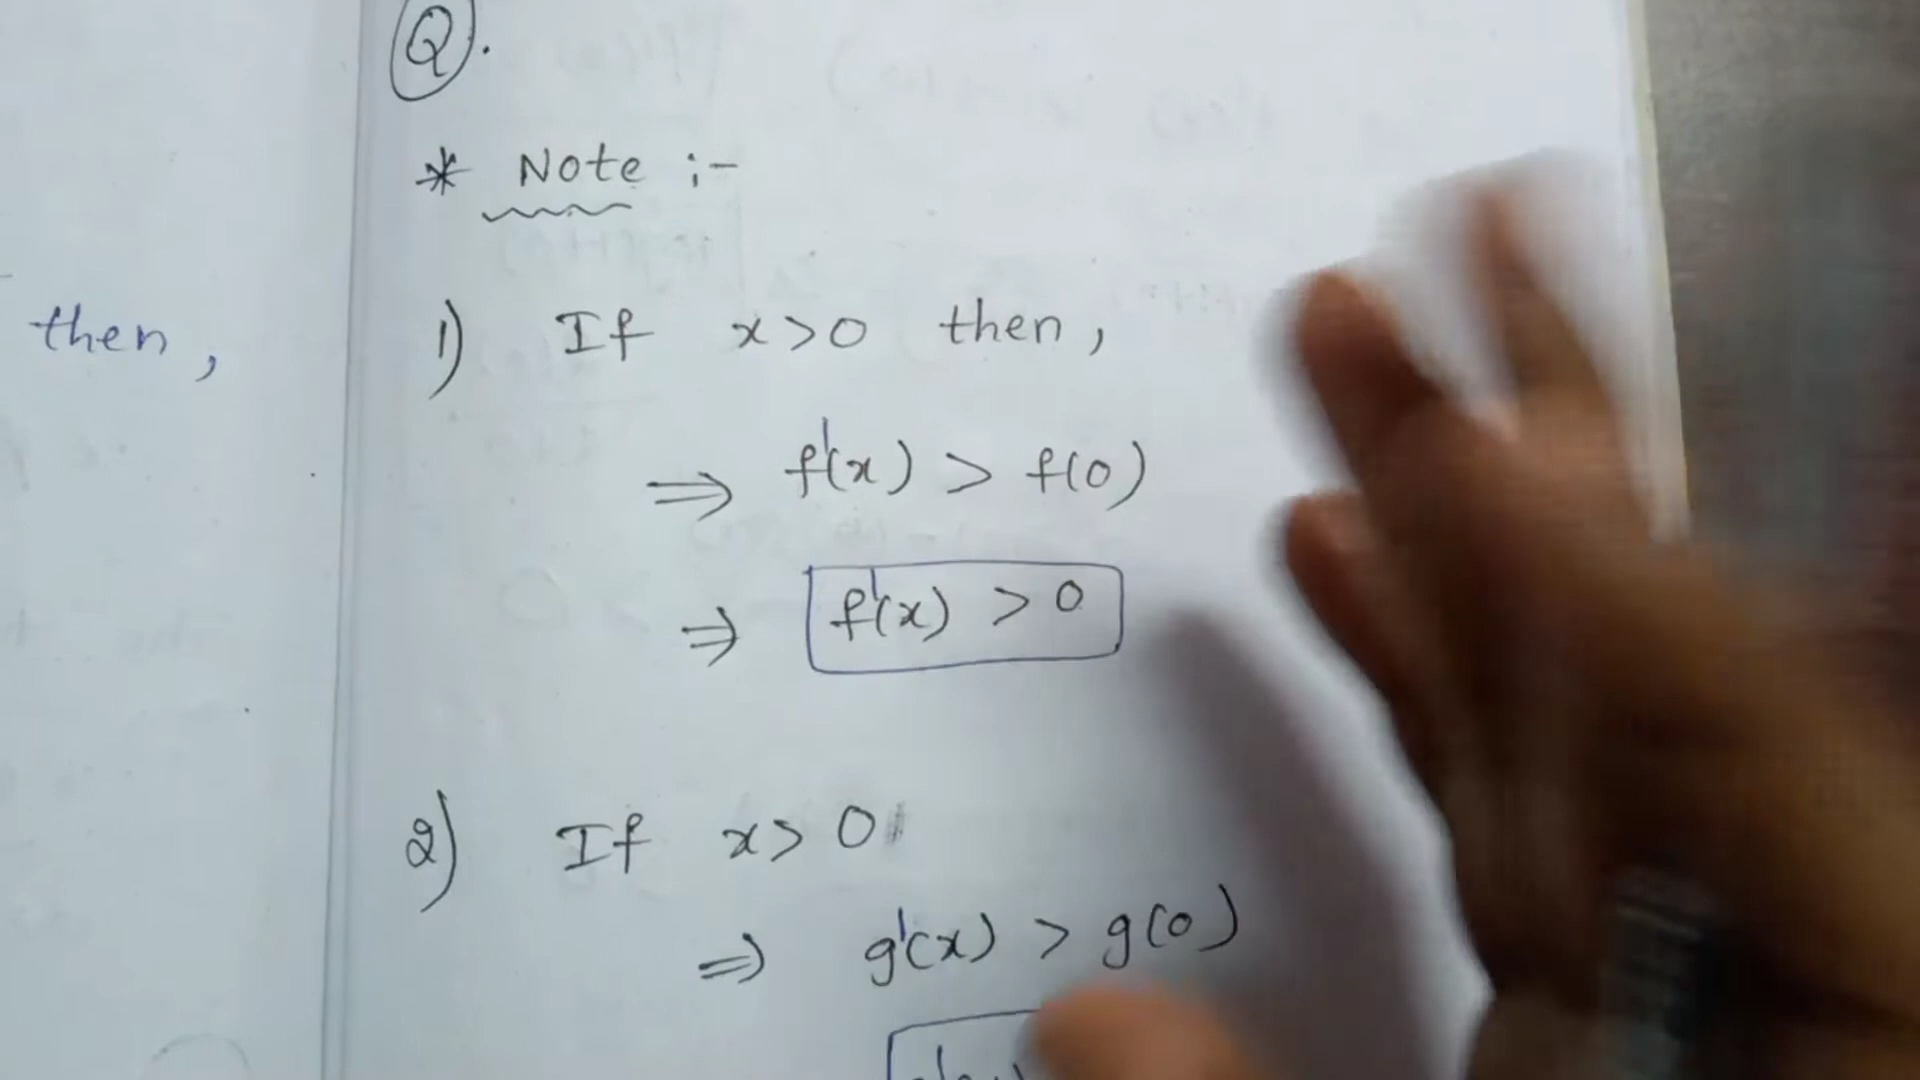 Q.
* Note :-
then,
1) If x>0 then,
⇒ f'(x) > f(0)
⇒ f'(x) > 0
2) If x>0
⇒ g'(x) > g(0)